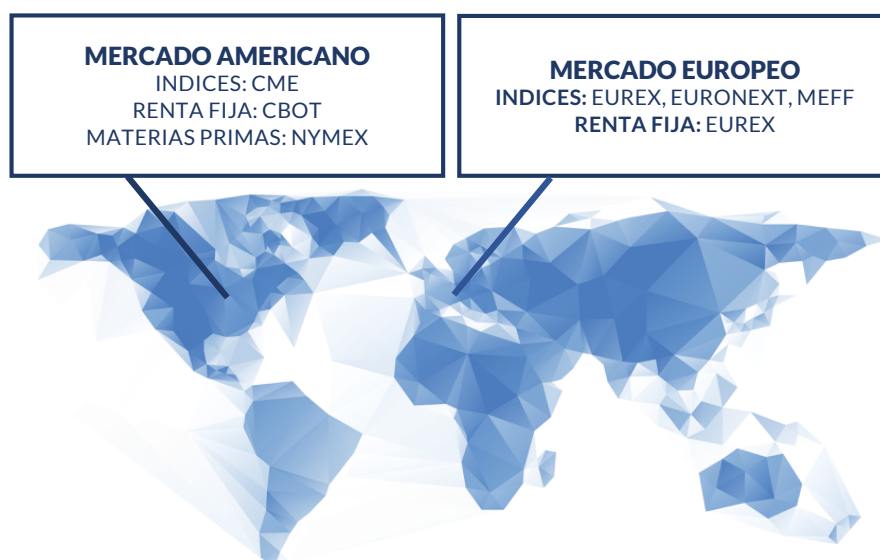 MERCADO AMERICANO
INDICES: CME
RENTA FIJA: CBOT
MATERIAS PRIMAS: NYMEX
MERCADO EUROPEO
INDICES: EUREX, EURONEXT, MEFF
RENTA FIJA: EUREX